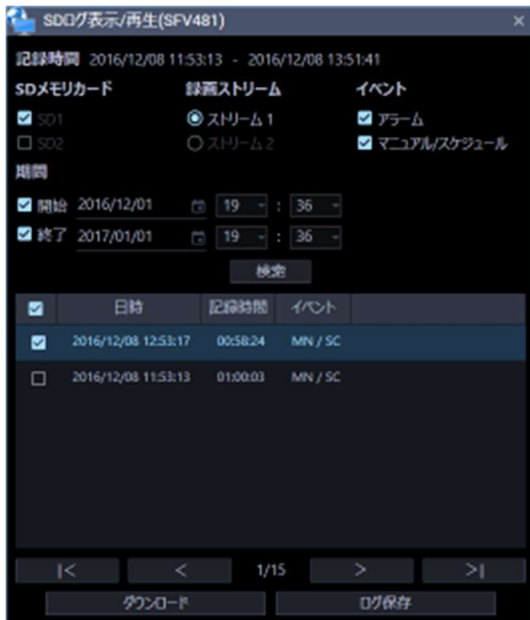 SDログ表示/再生(SFV481)
記録時間 2016/12/08 11:53:13 - 2016/12/08 13:51:41
SDメモリカード 録画ストリーム イベント
SD1 ストリーム 1 アラーム
SD2 ストリーム 2 マニュアル/スケジュール
期間
開始 2016/12/01 19 : 36
終了 2017/01/01 19 : 36
検索
日時 記録時間 イベント
2016/12/08 12:53:17 00:58:24 MN / SC
2016/12/08 11:53:13 01:00:03 MN / SC
|< < 1/15 > >|
ダウンロード ログ保存